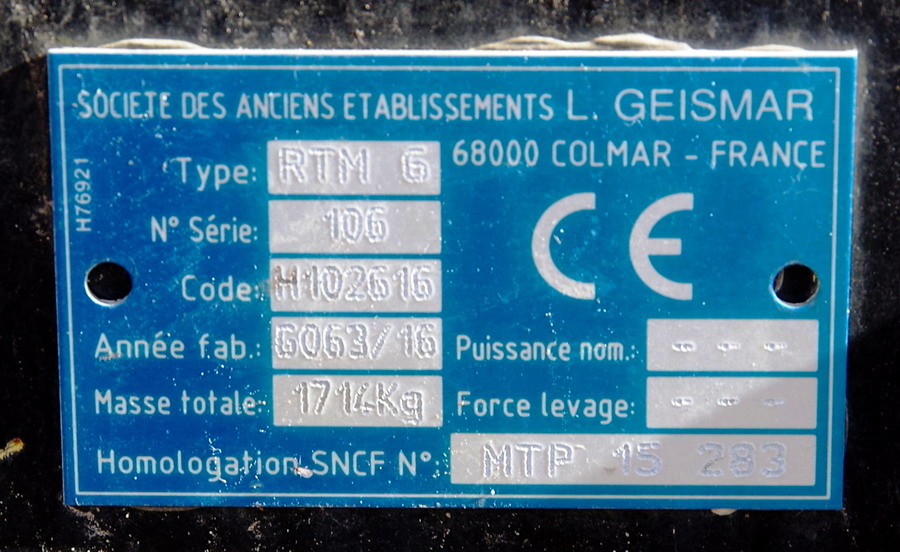 SOCIETE DES ANCIENS ETABLISSEMENTS L. GEISMAR
68000 COLMAR - FRANCE
H76921
Type: RTM 6
N° Série: 106
CE
Code: H102616
Année fab.: 6063/16
Puissance nom.: - - -
Masse totale: 1714Kg
Force levage: - - -
Homologation SNCF N°: MTP 15 283